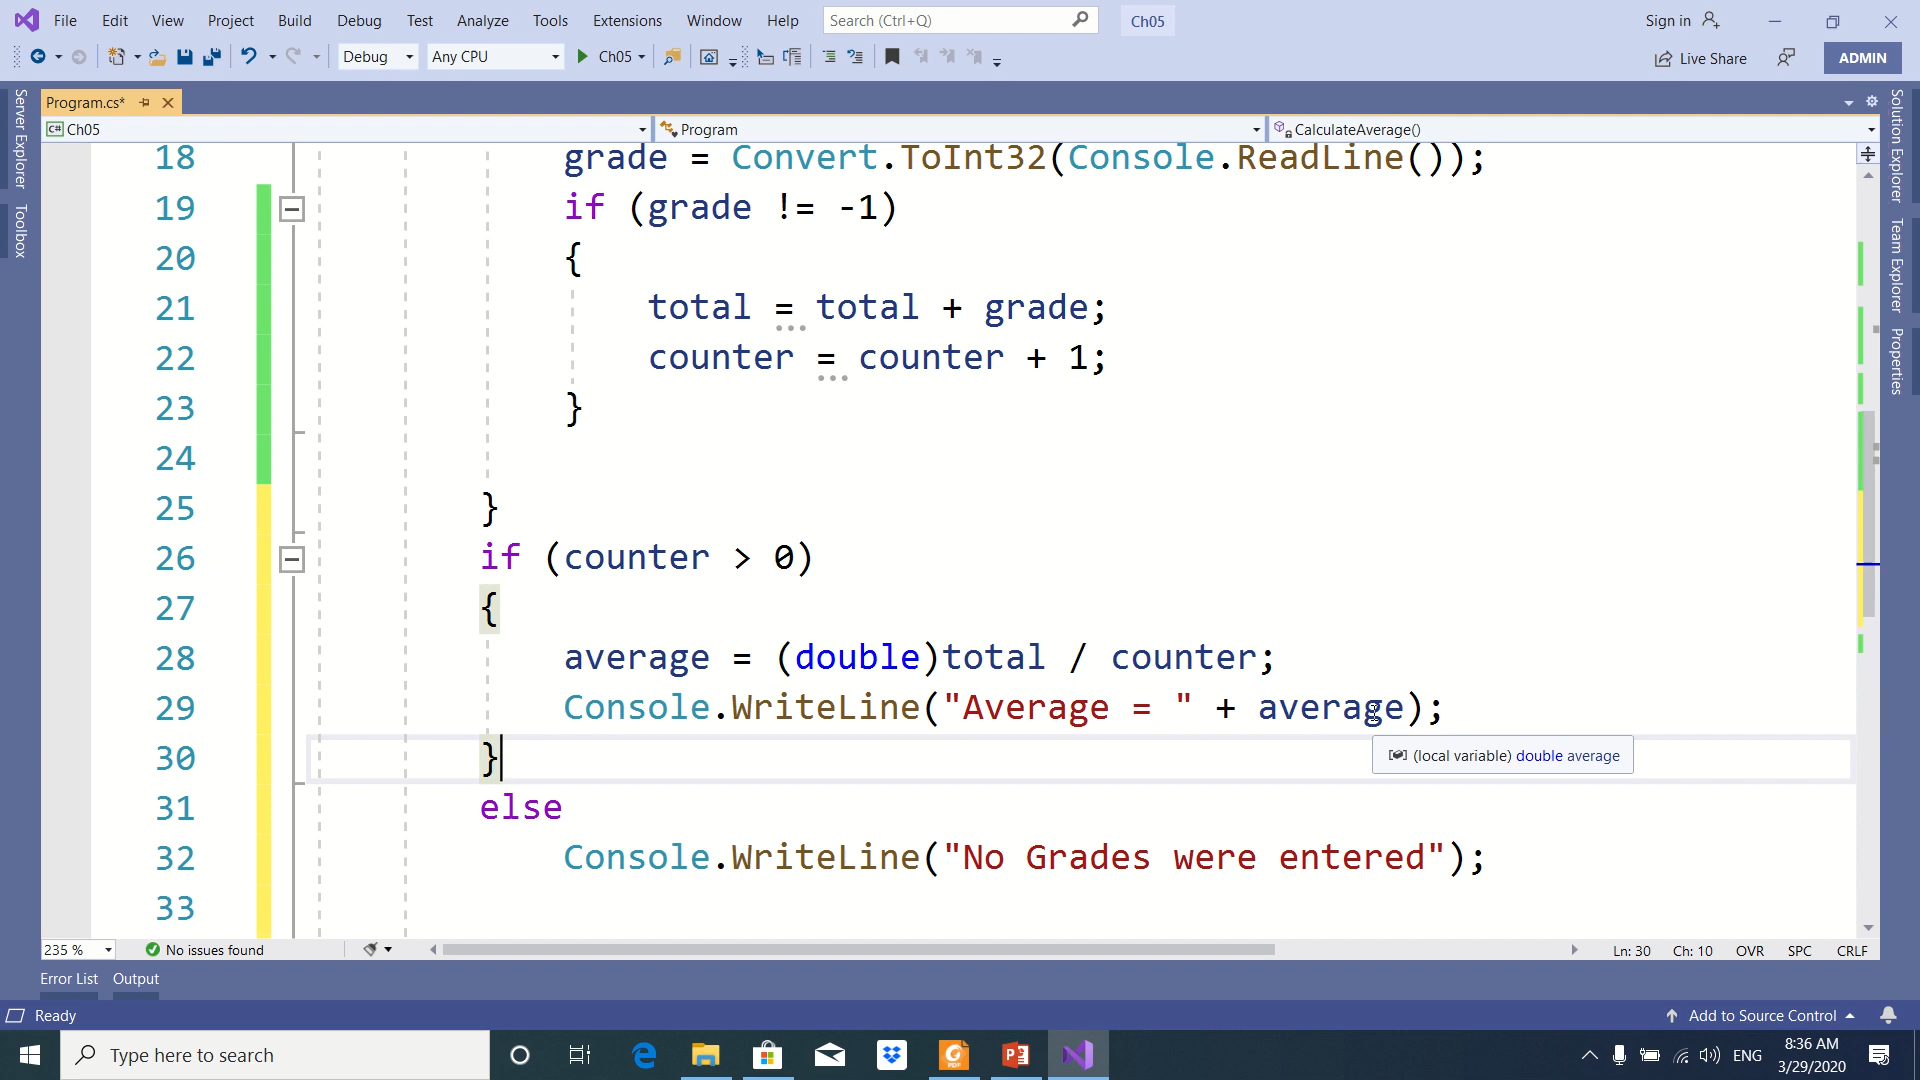 File Edit View Project Build Debug Test Analyze Tools Extensions Window Help Search (Ctrl+Q) Ch05 Sign in
Debug Any CPU Ch05 Live Share ADMIN
Program.cs*
C# Ch05 Program CalculateAverage()
Server Explorer
Toolbox
Solution Explorer
Team Explorer
Properties
18 grade = Convert.ToInt32(Console.ReadLine());
19 if (grade != -1)
20 {
21 total = total + grade;
22 counter = counter + 1;
23 }
24
25 }
26 if (counter > 0)
27 {
28 average = (double)total / counter;
29 Console.WriteLine("Average = " + average);
30 }
(local variable) double average
31 else
32 Console.WriteLine("No Grades were entered");
33
235 % No issues found Ln: 30 Ch: 10 OVR SPC CRLF
Error List Output
Ready Add to Source Control
Type here to search ENG 8:36 AM
3/29/2020